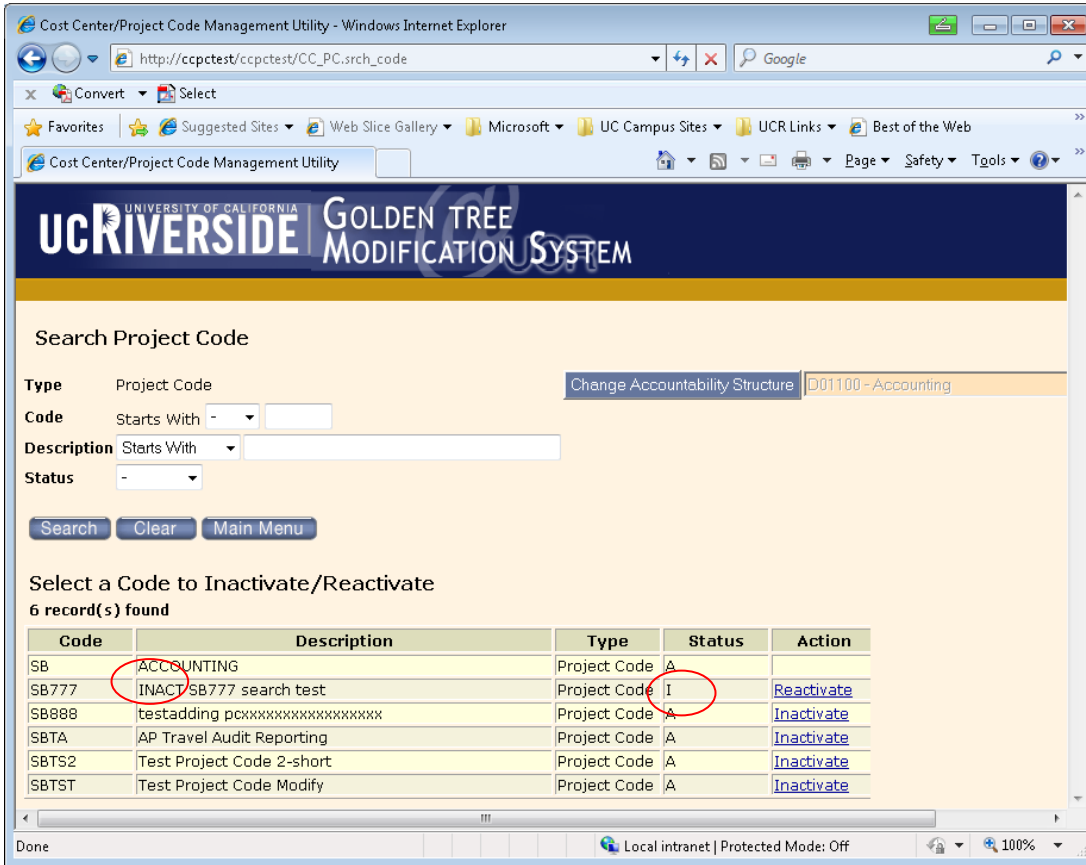 Cost Center/Project Code Management Utility - Windows Internet Explorer
http://ccpctest/ccpctest/CC_PC.srch_code
Google
x Convert Select
Favorites Suggested Sites Web Slice Gallery Microsoft UC Campus Sites UCR Links Best of the Web »
Cost Center/Project Code Management Utility Page Safety Tools »
UNIVERSITY OF CALIFORNIA
UCRIVERSIDE
GOLDEN TREE
MODIFICATION SYSTEM
@UCR
Search Project Code
Type Project Code Change Accountability Structure D01100 - Accounting
Code Starts With -
Description Starts With
Status -
Search Clear Main Menu
Select a Code to Inactivate/Reactivate
6 record(s) found
Code Description Type Status Action
SB ACCOUNTING Project Code A
SB777 INACT SB777 search test Project Code I Reactivate
SB888 testadding pcxxxxxxxxxxxxxxxxx Project Code A Inactivate
SBTA AP Travel Audit Reporting Project Code A Inactivate
SBTS2 Test Project Code 2-short Project Code A Inactivate
SBTST Test Project Code Modify Project Code A Inactivate
Done Local intranet | Protected Mode: Off 100%